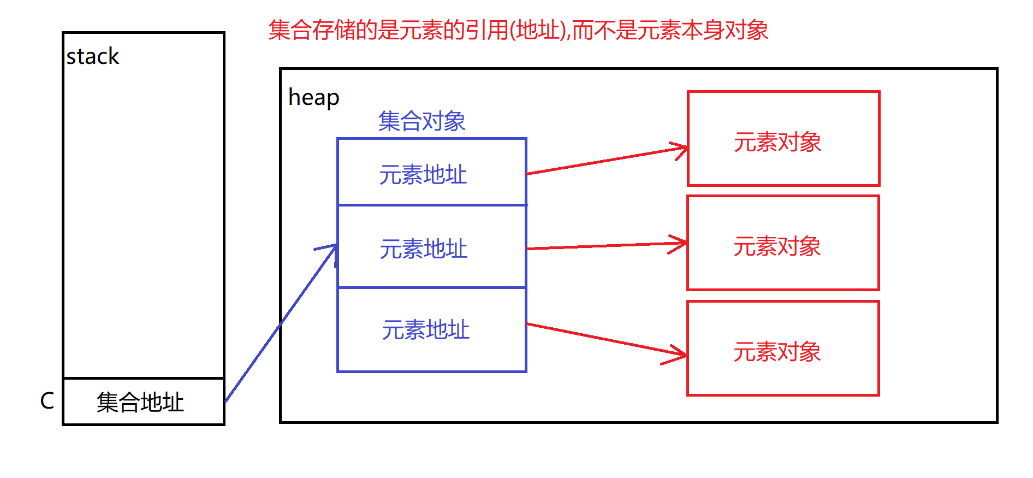 集合存储的是元素的引用(地址),而不是元素本身对象
stack
heap
集合对象
元素地址
元素对象
元素地址
元素对象
元素地址
元素对象
C
集合地址